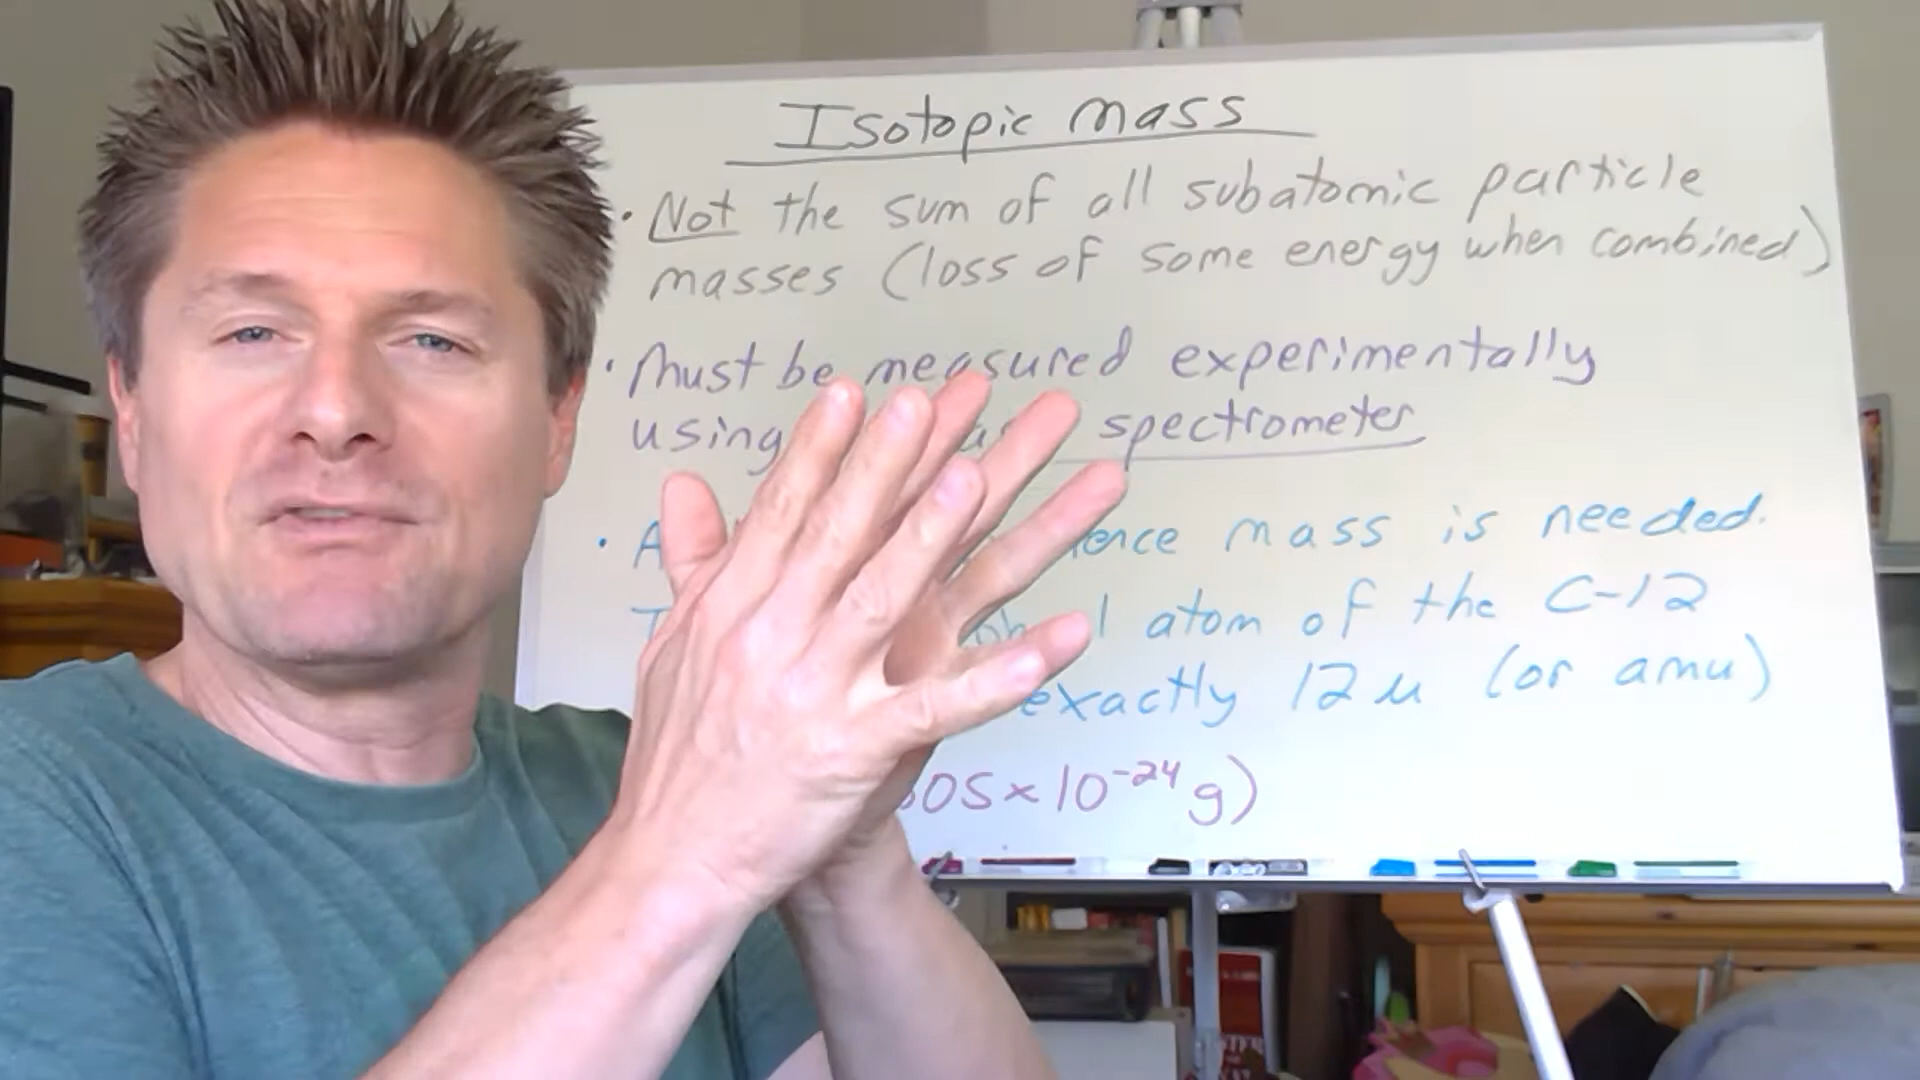 Isotopic Mass
• Not the sum of all subatomic particle
masses (loss of some energy when combined)
• Must be measured experimentally
using spectrometer
• mass is needed.
atom of the C-12
exactly 12 u (or amu)
05 x 10⁻²⁴ g)